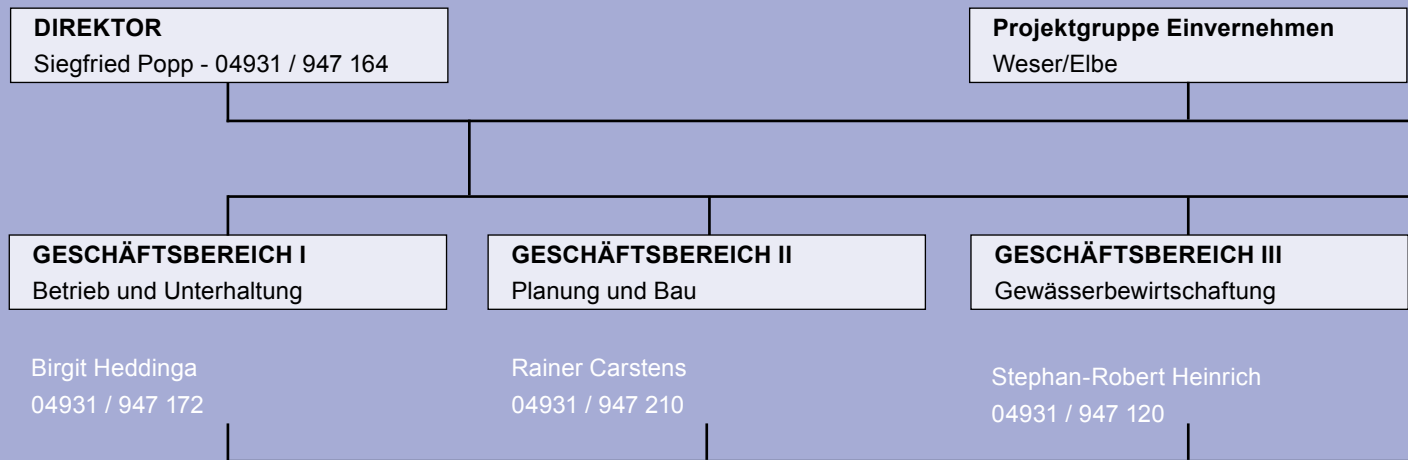 DIREKTOR
Siegfried Popp - 04931 / 947 164
Projektgruppe Einvernehmen
Weser/Elbe
GESCHÄFTSBEREICH I
Betrieb und Unterhaltung
Birgit Heddinga
04931 / 947 172
GESCHÄFTSBEREICH II
Planung und Bau
Rainer Carstens
04931 / 947 210
GESCHÄFTSBEREICH III
Gewässerbewirtschaftung
Stephan-Robert Heinrich
04931 / 947 120